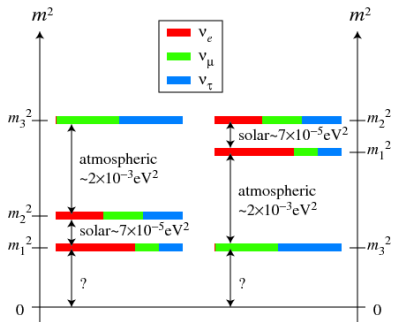 m² m²
νe
νμ
ντ
m₃² m₂²
solar~7×10⁻⁵eV²
m₁²
atmospheric
~2×10⁻³eV²
atmospheric
~2×10⁻³eV²
m₂²
solar~7×10⁻⁵eV²
m₁² m₃²
? ?
0 0